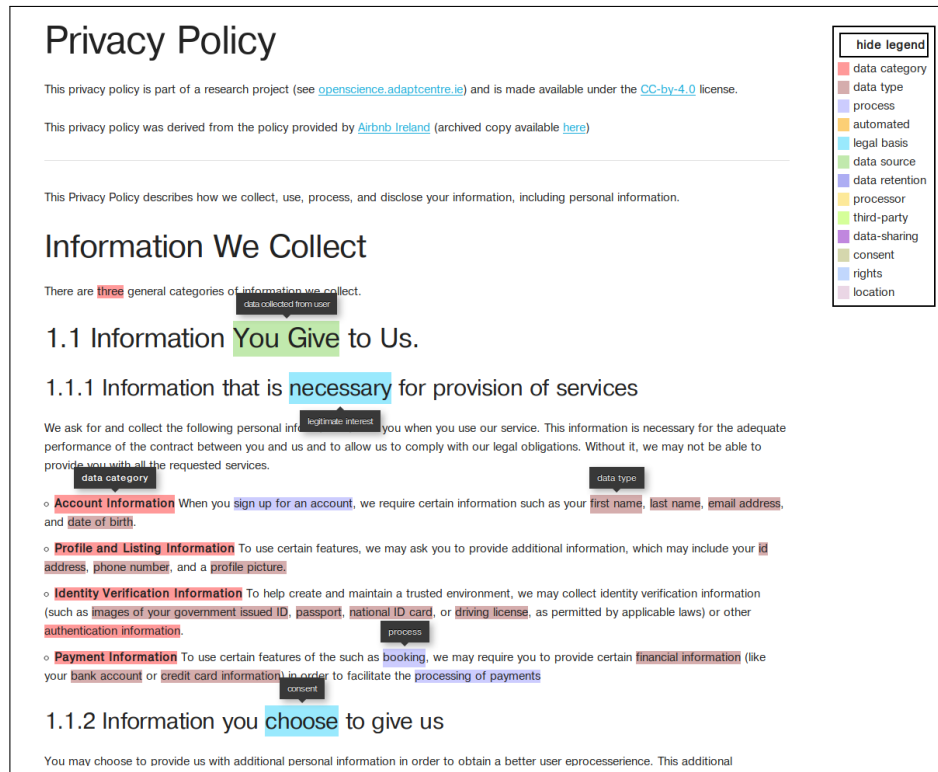 Privacy Policy
This privacy policy is part of a research project (see openscience.adaptcentre.ie) and is made available under the CC-by-4.0 license.
This privacy policy was derived from the policy provided by Airbnb Ireland (archived copy available here)
This Privacy Policy describes how we collect, use, process, and disclose your information, including personal information.
Information We Collect
There are three general categories of information we collect.
data collected from user
1.1 Information You Give to Us.
1.1.1 Information that is necessary for provision of services
legitimate interest
We ask for and collect the following personal you when you use our service. This information is necessary for the adequate
performance of the contract between you and us and to allow us to comply with our legal obligations. Without it, we may not be able to
provide you with all the requested services.
data category
data type
Account Information When you sign up for an account, we require certain information such as your first name, last name, email address,
and date of birth.
Profile and Listing Information To use certain features, we may ask you to provide additional information, which may include your id
address, phone number, and a profile picture.
Identity Verification Information To help create and maintain a trusted environment, we may collect identity verification information
(such as images of your government issued ID, passport, national ID card, or driving license, as permitted by applicable laws) or other
authentication information.
process
Payment Information To use certain features of the such as booking, we may require you to provide certain financial information (like
your bank account or credit card information) in order to facilitate the processing of payments
consent
1.1.2 Information you choose to give us
You may choose to provide us with additional personal information in order to obtain a better user eprocesserience. This additional
hide legend
data category
data type
process
automated
legal basis
data source
data retention
processor
third-party
data-sharing
consent
rights
location